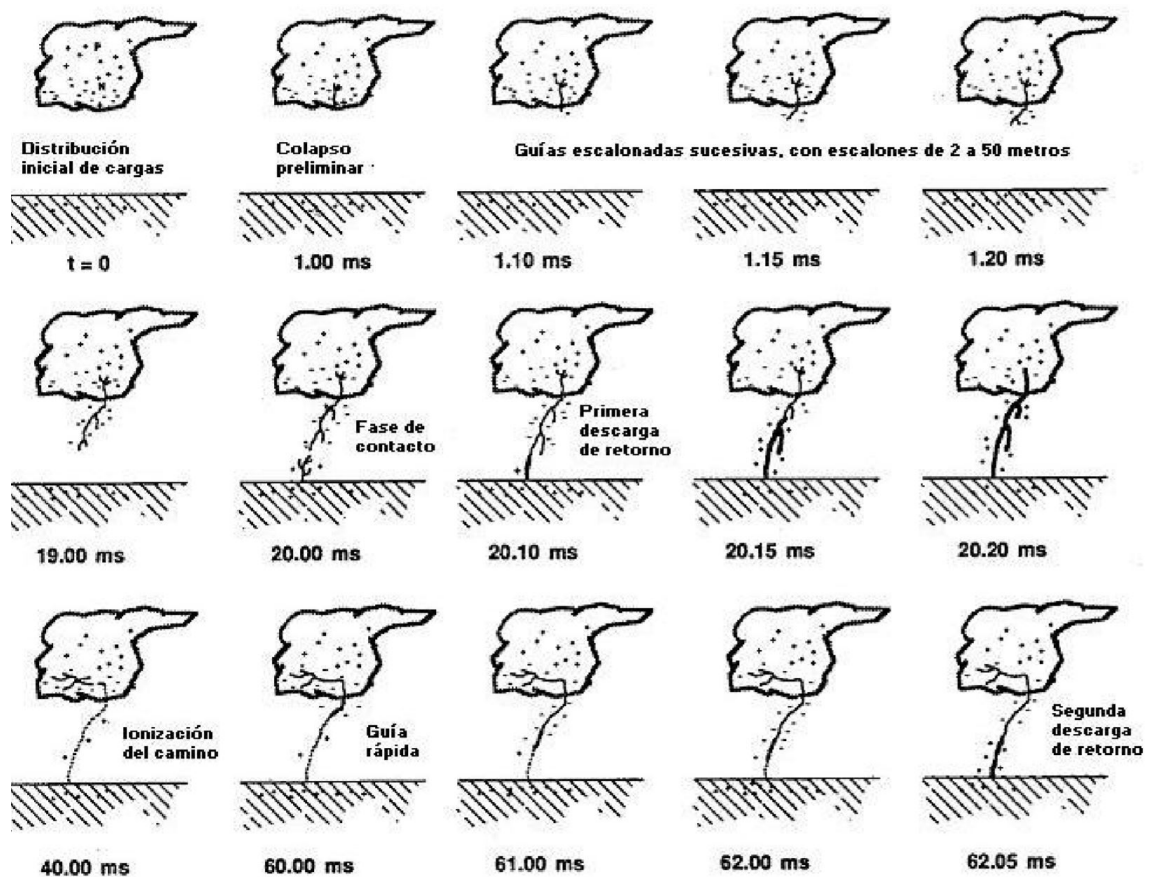 Distribución
inicial de cargas
Colapso
preliminar
Guías escalonadas sucesivas, con escalones de 2 a 50 metros
t = 0
1.00 ms
1.10 ms
1.15 ms
1.20 ms
Fase de
contacto
Primera
descarga
de retorno
19.00 ms
20.00 ms
20.10 ms
20.15 ms
20.20 ms
Ionización
del camino
Guía
rápida
Segunda
descarga
de retorno
40.00 ms
60.00 ms
61.00 ms
62.00 ms
62.05 ms